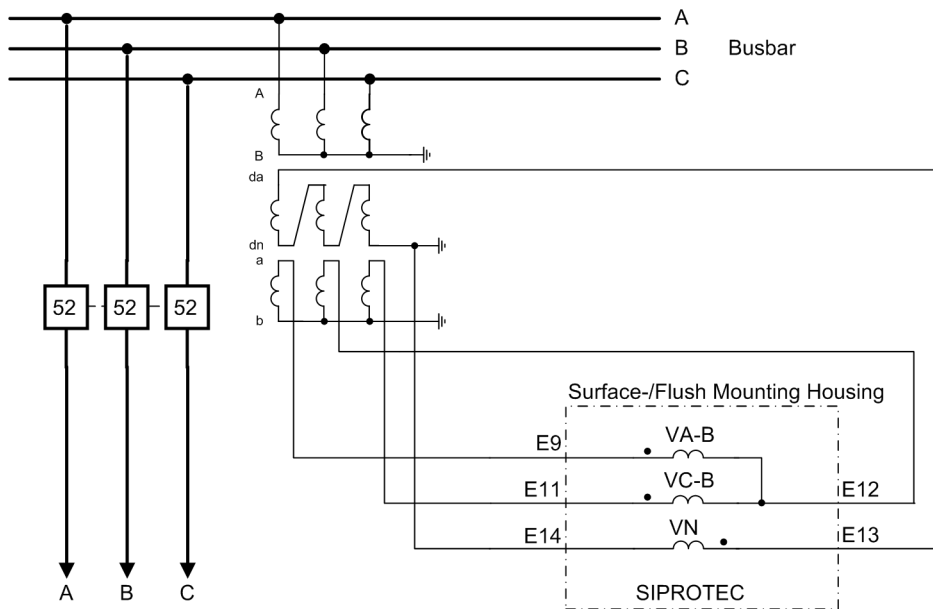 A
B Busbar
C
A
B
da
dn
a
b
52 52 52
Surface-/Flush Mounting Housing
VA-B
E9
VC-B
E11 E12
VN
E14 E13
SIPROTEC
A B C